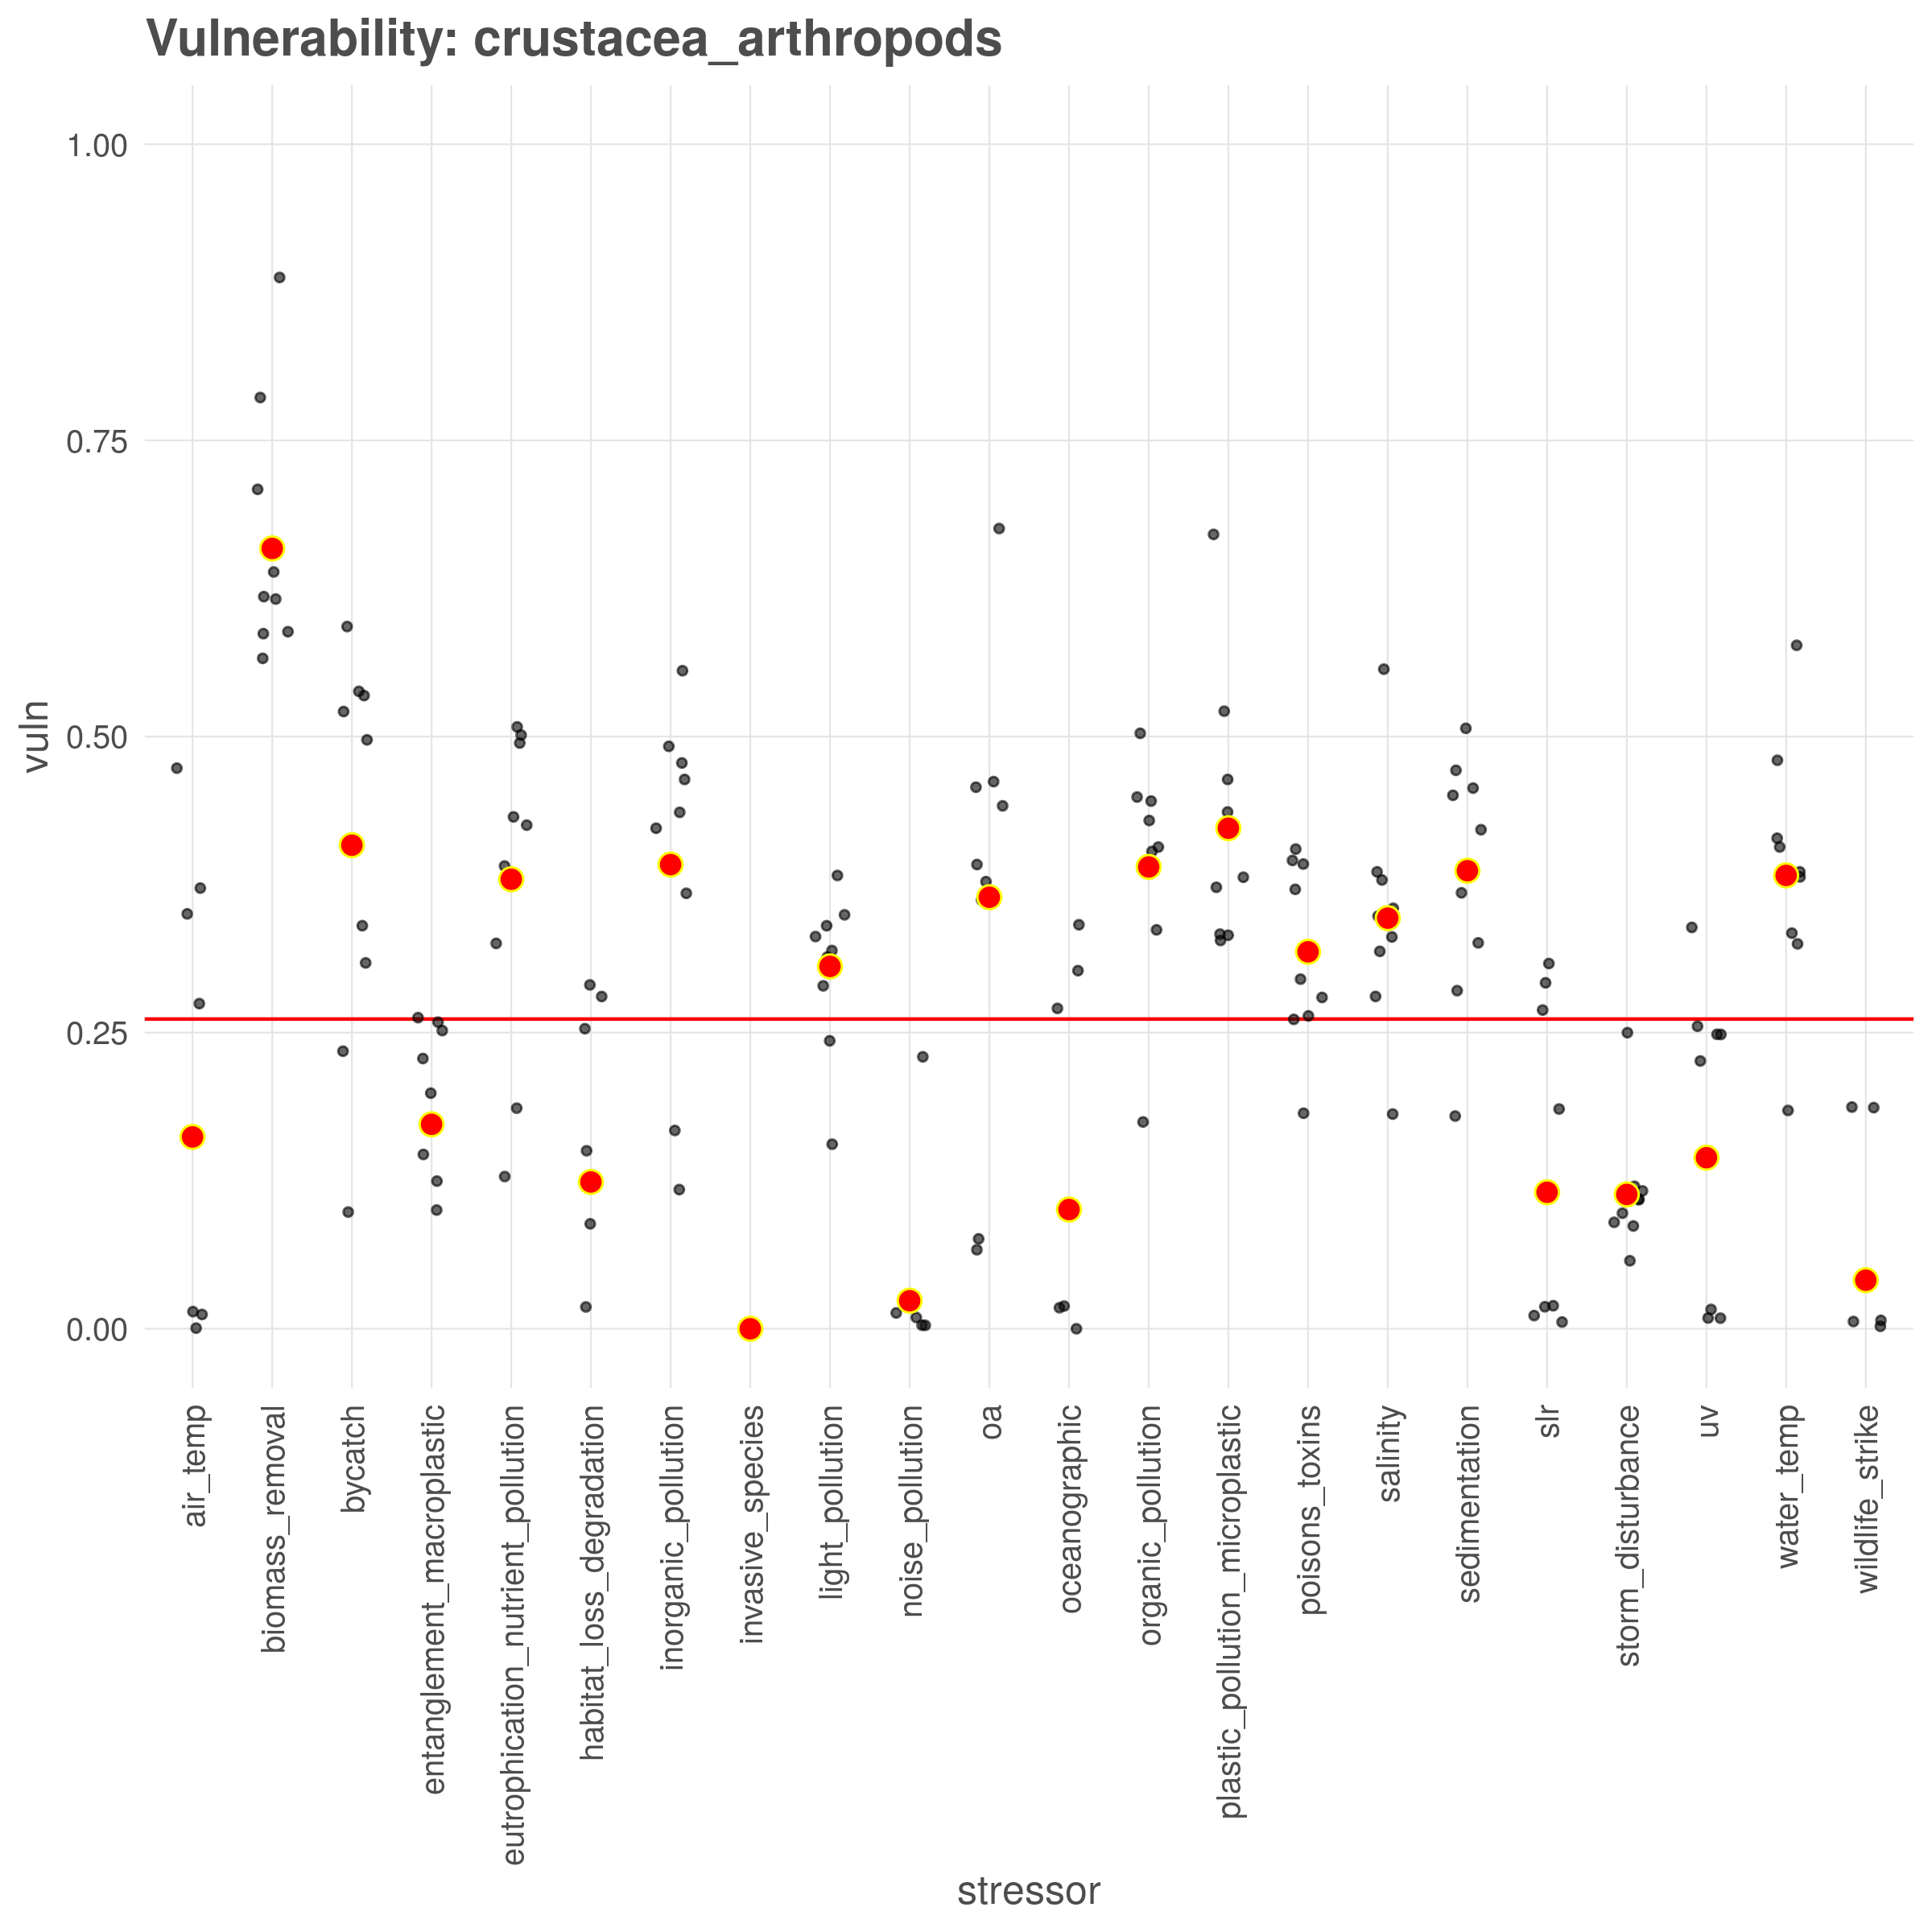 Vulnerability: crustacea_arthropods
1.00
0.75
0.50
0.25
0.00
vuln
air_temp
biomass_removal
bycatch
entanglement_macroplastic
eutrophication_nutrient_pollution
habitat_loss_degradation
inorganic_pollution
invasive_species
light_pollution
noise_pollution
oa
oceanographic
organic_pollution
plastic_pollution_microplastic
poisons_toxins
salinity
sedimentation
slr
storm_disturbance
uv
water_temp
wildlife_strike
stressor